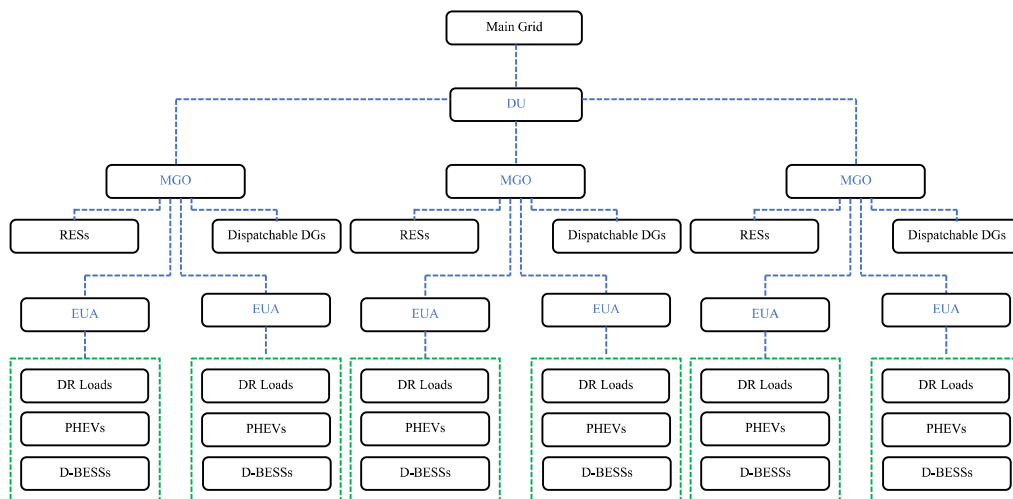 Main Grid
DU
MGO
MGO
MGO
RESs
Dispatchable DGs
RESs
Dispatchable DGs
RESs
Dispatchable DGs
EUA
EUA
EUA
EUA
EUA
EUA
DR Loads
DR Loads
DR Loads
DR Loads
DR Loads
DR Loads
PHEVs
PHEVs
PHEVs
PHEVs
PHEVs
PHEVs
D-BESSs
D-BESSs
D-BESSs
D-BESSs
D-BESSs
D-BESSs